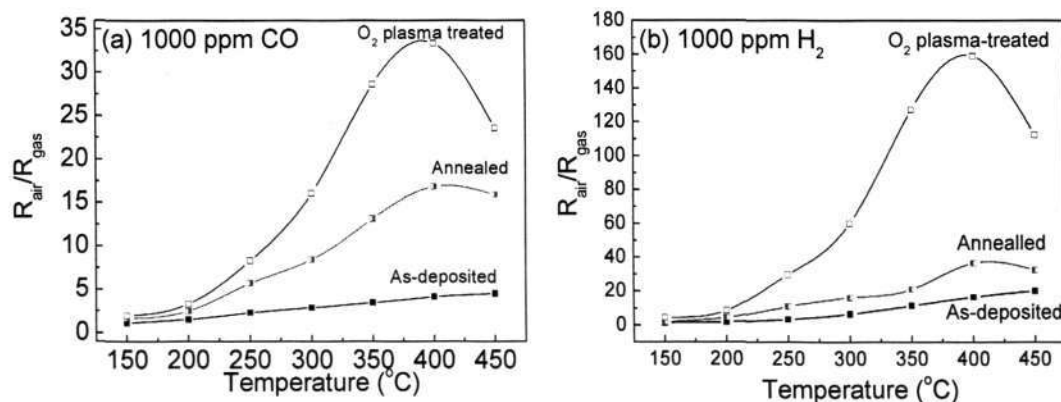 (a) 1000 ppm CO
O2 plasma treated
Annealed
As-deposited
Rair/Rgas
35
30
25
20
15
10
5
0
150 200 250 300 350 400 450
Temperature (°C)
(b) 1000 ppm H2
O2 plasma-treated
Annealled
As-deposited
Rair/Rgas
180
160
140
120
100
80
60
40
20
0
150 200 250 300 350 400 450
Temperature (°C)